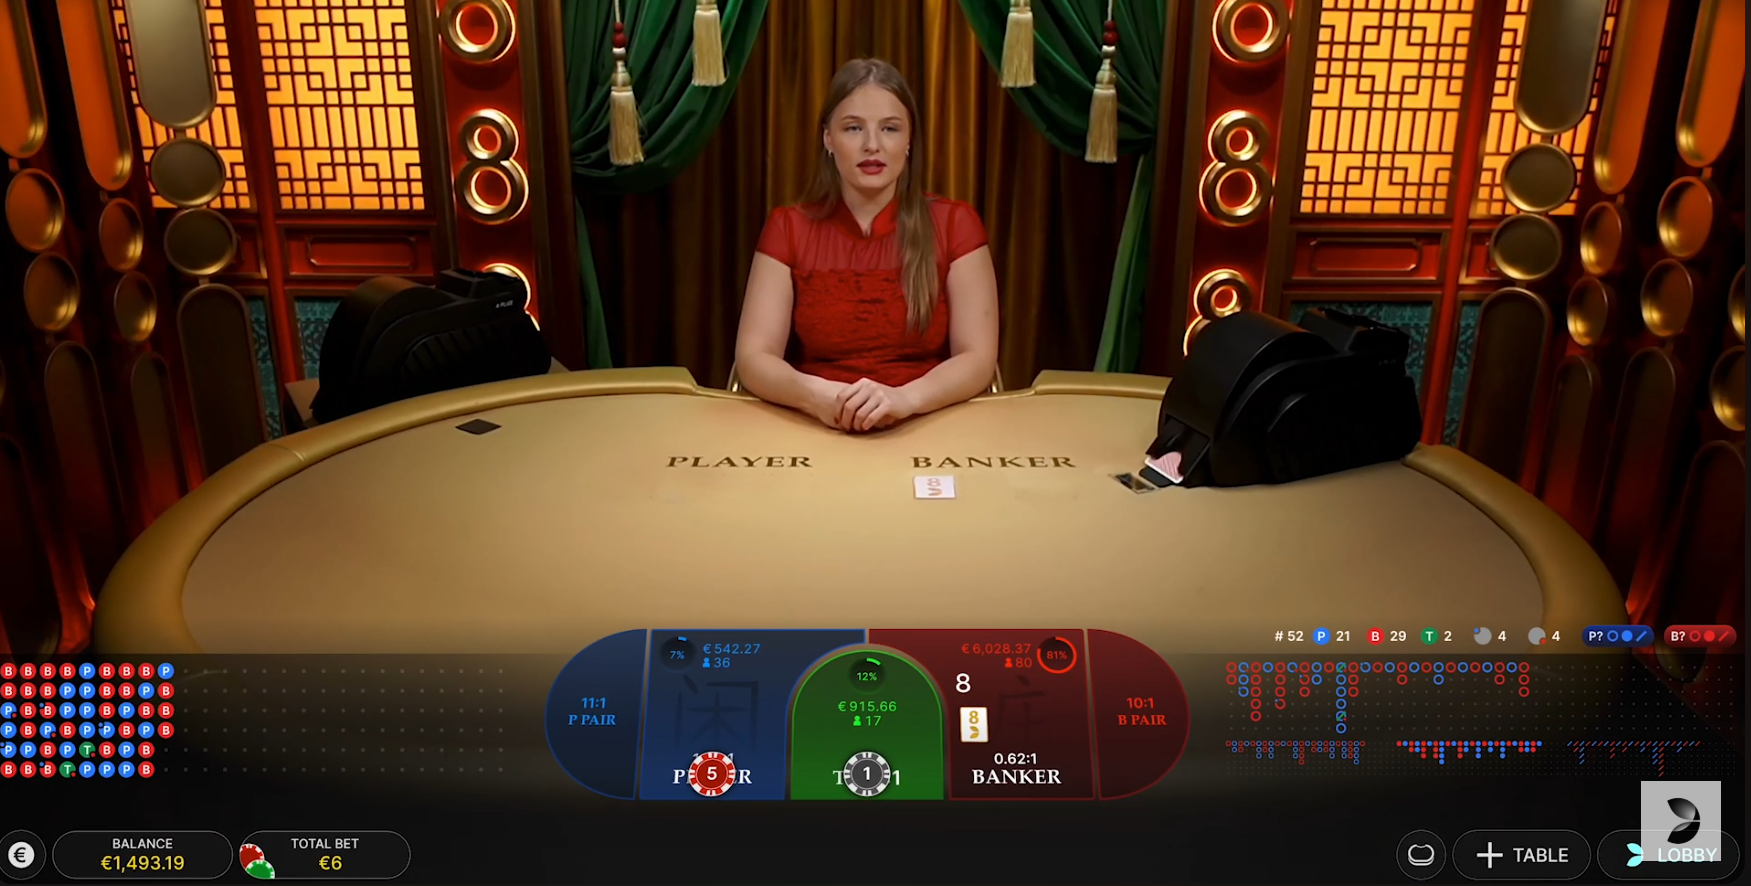 PLAYER
BANKER
8
# 52 P 21 B 29 T 2 4 4 P? B?
B B B B P B B B P
B B B P P B B P B
P B B P P B P B B
P B P B P P B P B
P P B P T B P B
B B B T P P P B
11:1
P PAIR
7%
€ 542.27
36
5
12%
€ 915.66
17
1
€ 6,028.37
80
81%
8
8
0.62:1
BANKER
10:1
B PAIR
€
BALANCE
€1,493.19
TOTAL BET
€6
+ TABLE
LOBBY